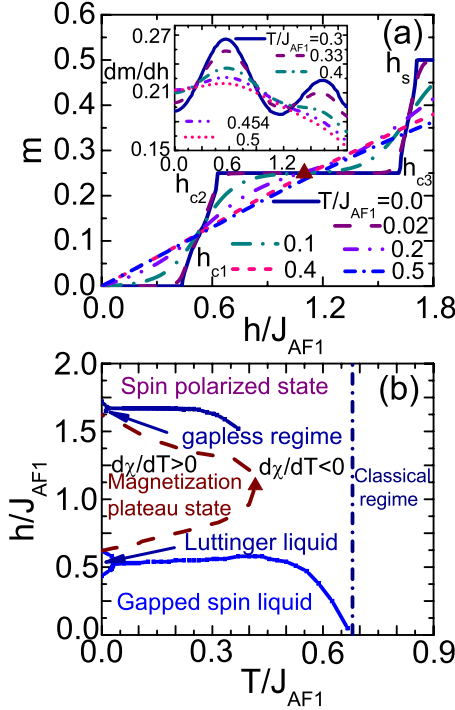 (a)
0.27
dm/dh
0.21
0.15
T/J_AF1=0.3
0.33
0.4
0.454
0.5
0.0 0.6 1.2
m
0.5
0.4
0.3
0.2
0.1
0.0
h_s
h_c2
h_c3
h_c1
T/J_AF1=0.0
0.02
0.1 0.2
0.4 0.5
0.0 0.6 1.2 1.8
h/J_AF1
(b)
h/J_AF1
2.0
1.5
1.0
0.5
0.0
Spin polarized state
gapless regime
dχ/dT>0 dχ/dT<0
Magnetization
plateau state
Classical
regime
Luttinger liquid
Gapped spin liquid
0.0 0.3 0.6 0.9
T/J_AF1